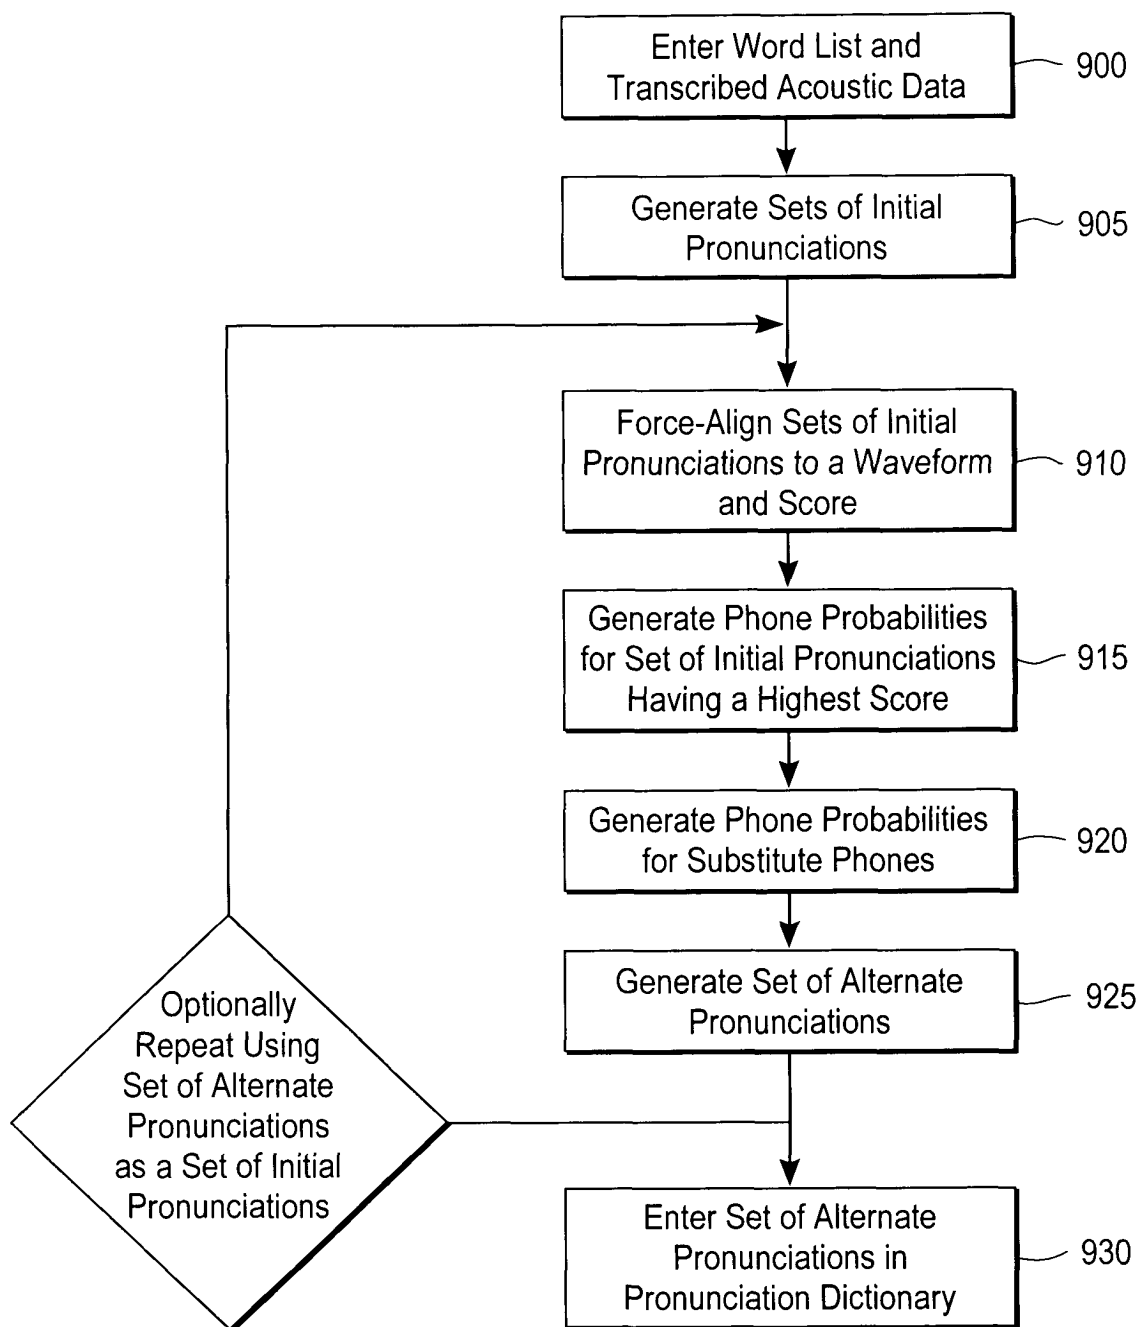 Enter Word List and
Transcribed Acoustic Data
900
Generate Sets of Initial
Pronunciations
905
Force-Align Sets of Initial
Pronunciations to a Waveform
and Score
910
Generate Phone Probabilities
for Set of Initial Pronunciations
Having a Highest Score
915
Generate Phone Probabilities
for Substitute Phones
920
Generate Set of Alternate
Pronunciations
925
Optionally
Repeat Using
Set of Alternate
Pronunciations
as a Set of Initial
Pronunciations
Enter Set of Alternate
Pronunciations in
Pronunciation Dictionary
930